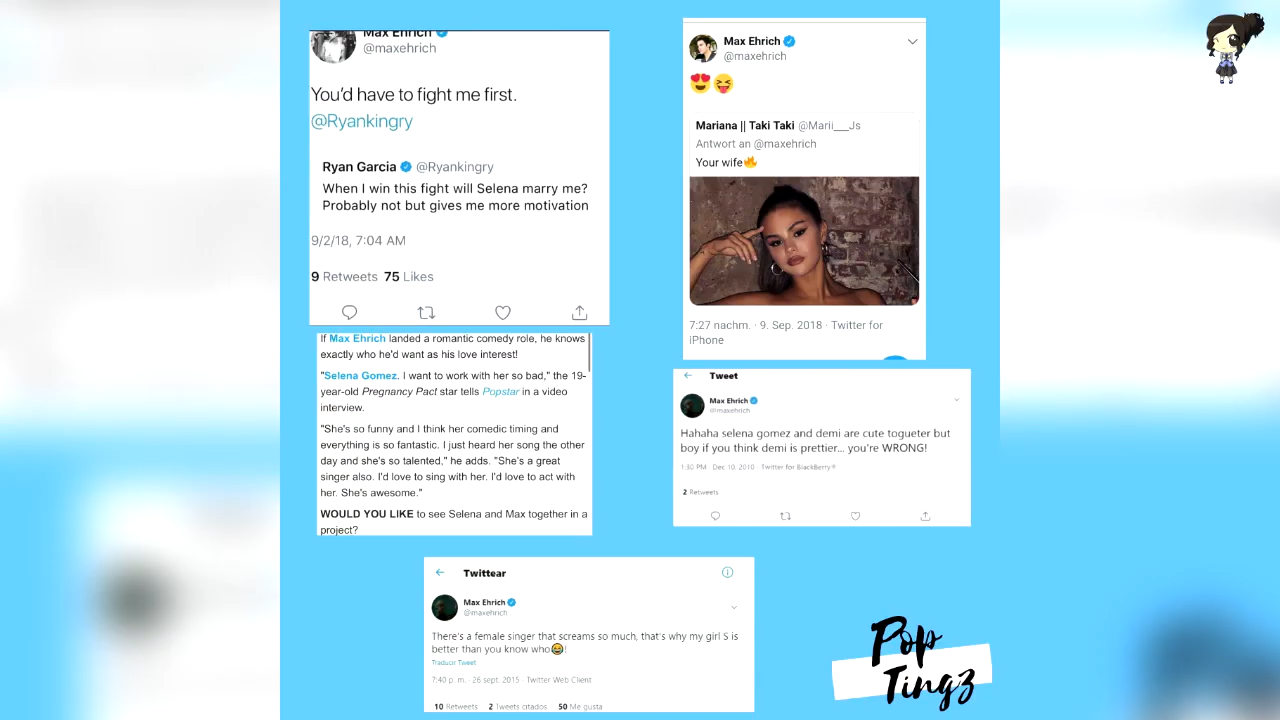 Max Ehrich
@maxehrich
You'd have to fight me first.
@Ryankingry
Ryan Garcia @Ryankingry
When I win this fight will Selena marry me?
Probably not but gives me more motivation
9/2/18, 7:04 AM
9 Retweets 75 Likes
If Max Ehrich landed a romantic comedy role, he knows
exactly who he'd want as his love interest!
"Selena Gomez. I want to work with her so bad," the 19-
year-old Pregnancy Pact star tells Popstar in a video
interview.
"She's so funny and I think her comedic timing and
everything is so fantastic. I just heard her song the other
day and she's so talented," he adds. "She's a great
singer also. I'd love to sing with her. I'd love to act with
her. She's awesome."
WOULD YOU LIKE to see Selena and Max together in a
project?
Max Ehrich
@maxehrich
😍😝
Mariana || Taki Taki @Marii___Js
Antwort an @maxehrich
Your wife🔥
7:27 nachm. · 9. Sep. 2018 · Twitter for
iPhone
Tweet
Max Ehrich
@maxehrich
Hahaha selena gomez and demi are cute togueter but
boy if you think demi is prettier... you're WRONG!
1:30 PM · Dec 10, 2010 · Twitter for BlackBerry®
2 Retweets
Twittear
Max Ehrich
@maxehrich
There's a female singer that screams so much, that's why my girl S is
better than you know who😂!
Traducir Tweet
7:40 p. m. · 26 sept. 2015 · Twitter Web Client
10 Retweets 2 Tweets citados 50 Me gusta
Pop
Tingz